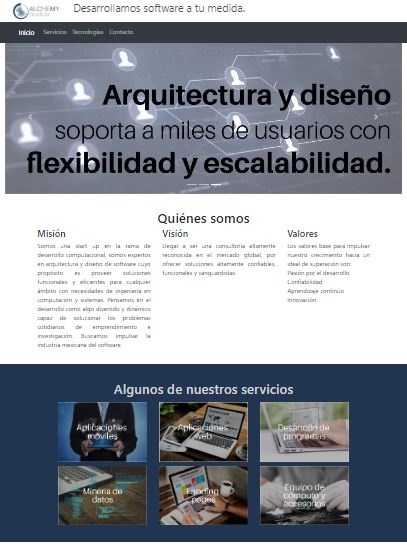 ALCHEMY
Desarrollamos software a tu medida.
Inicio Servicios Tecnologías Contacto
Arquitectura y diseño
soporta a miles de usuarios con
flexibilidad y escalabilidad.
Quiénes somos
Misión
Somos una start up en la rama de
desarrollo computacional, somos expertos
en arquitectura y diseño de software cuyo
propósito es proveer soluciones
funcionales y eficientes para cualquier
ámbito con necesidades de ingeniería en
computación y sistemas. Pensamos en el
desarrollo como algo divertido y dinámico
capaz de solucionar los problemas
cotidianos de emprendimiento e
investigación. Buscamos impulsar la
industria mexicana del software
Visión
Llegar a ser una consultoría altamente
reconocida en el mercado global, por
ofrecer soluciones altamente confiables,
funcionales y vanguardistas.
Valores
Los valores base para impulsar
nuestro crecimiento hacia un
ideal de superación son:
Pasión por el desarrollo
Confiabilidad
Aprendizaje continúo
Innovación
Algunos de nuestros servicios
Aplicaciones
móviles
Aplicaciones
web
Desarrollo de
programas
Minería de
datos
Landing
pages
Equipo de
cómputo y
accesorios